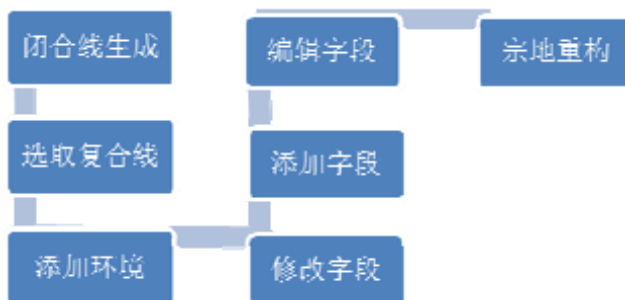 闭合线生成
选取复合线
添加环境
修改字段
添加字段
编辑字段
宗地重构